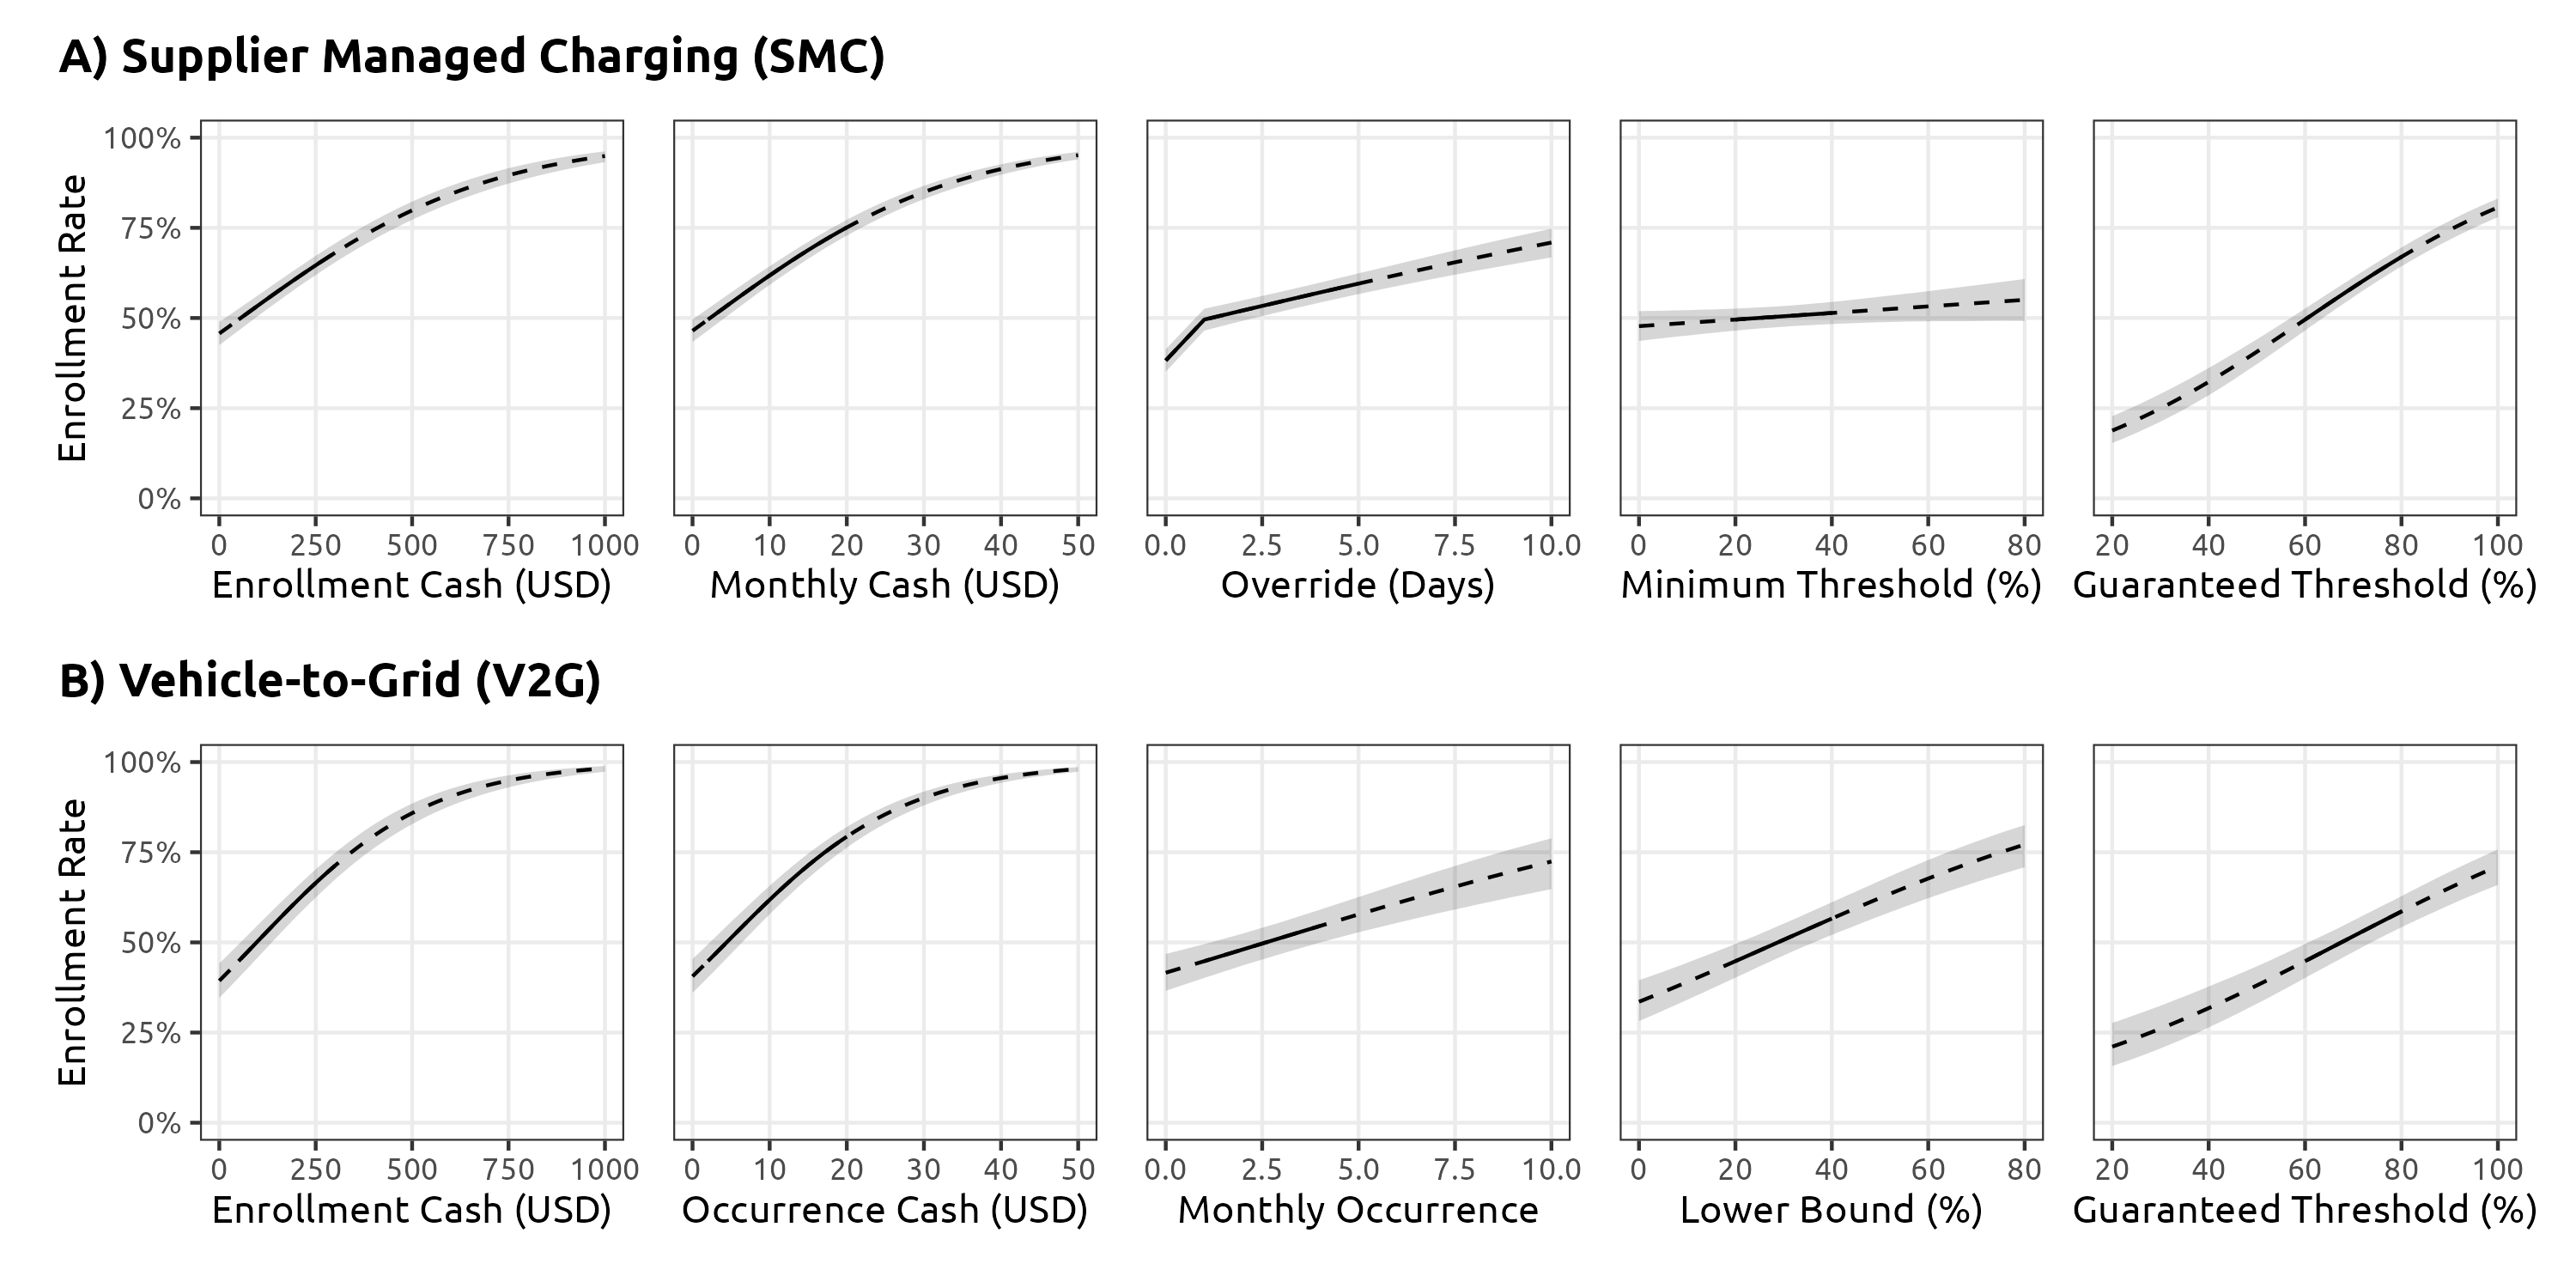 A) Supplier Managed Charging (SMC)
Enrollment Rate
100%
75%
50%
25%
0%
0 250 500 750 1000
Enrollment Cash (USD)
0 10 20 30 40 50
Monthly Cash (USD)
0.0 2.5 5.0 7.5 10.0
Override (Days)
0 20 40 60 80
Minimum Threshold (%)
20 40 60 80 100
Guaranteed Threshold (%)
B) Vehicle-to-Grid (V2G)
Enrollment Rate
100%
75%
50%
25%
0%
0 250 500 750 1000
Enrollment Cash (USD)
0 10 20 30 40 50
Occurrence Cash (USD)
0.0 2.5 5.0 7.5 10.0
Monthly Occurrence
0 20 40 60 80
Lower Bound (%)
20 40 60 80 100
Guaranteed Threshold (%)